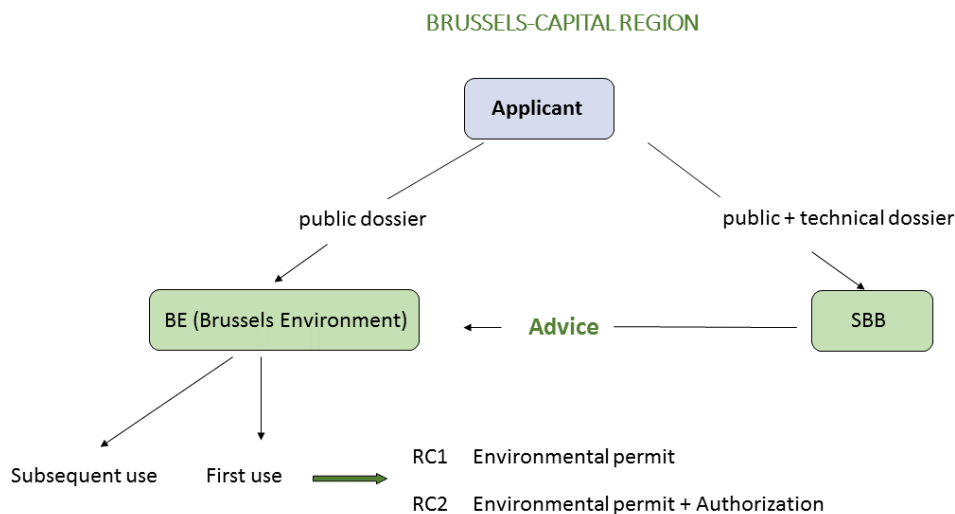 BRUSSELS-CAPITAL REGION
Applicant
public dossier
public + technical dossier
BE (Brussels Environment)
Advice
SBB
Subsequent use
First use
RC1 Environmental permit
RC2 Environmental permit + Authorization